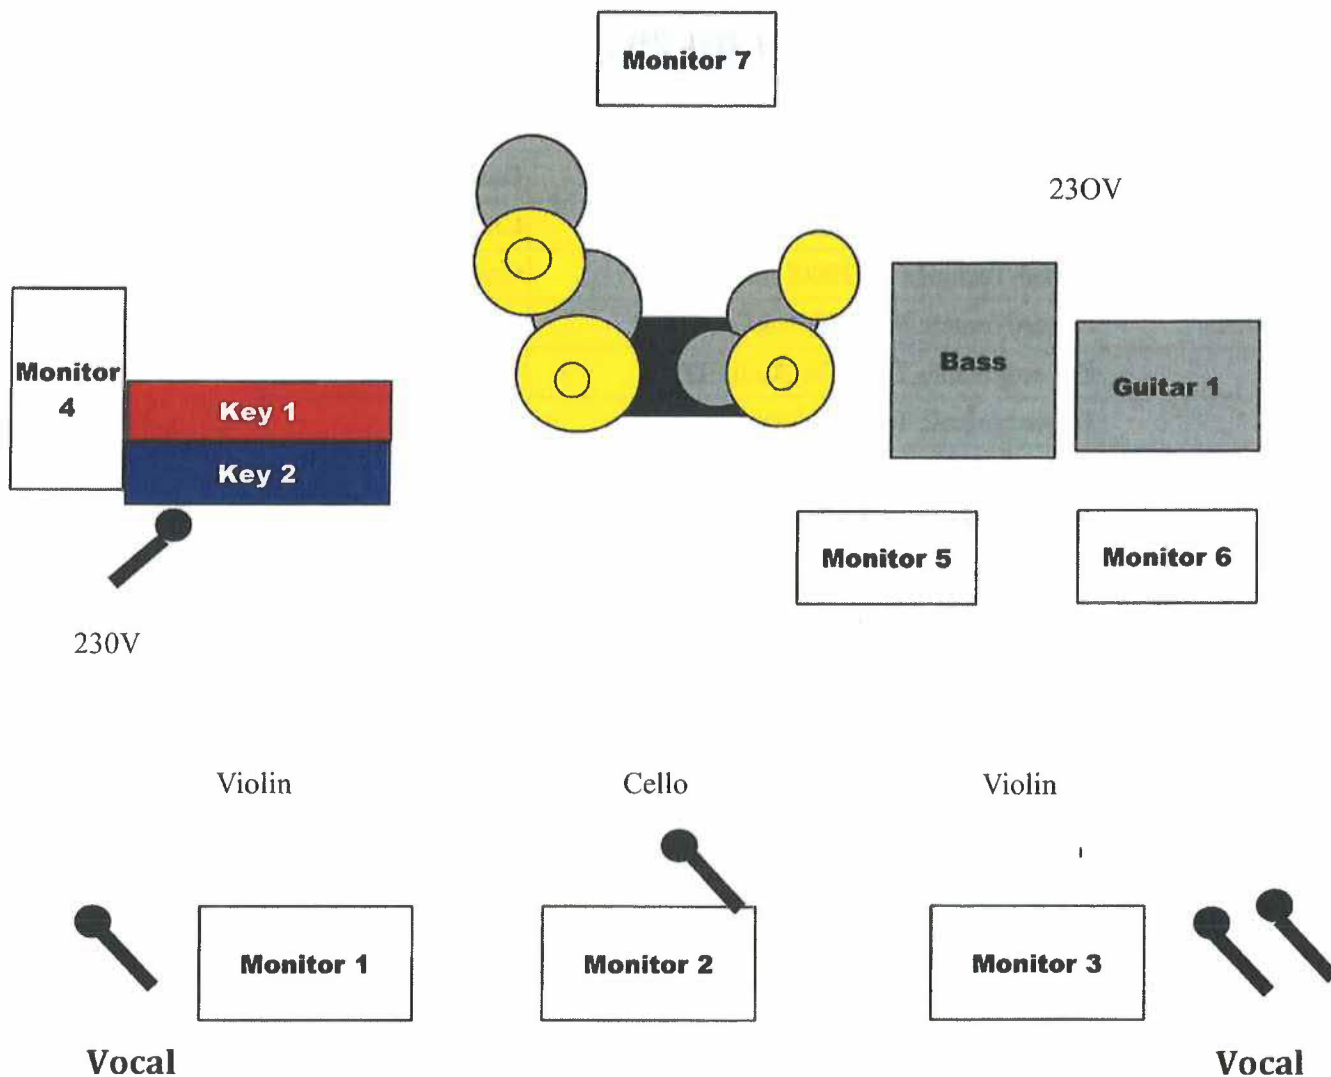 Monitor 7
23OV
Monitor
4
Key 1
Key 2
Bass
Guitar 1
Monitor 5
Monitor 6
230V
Violin
Cello
Violin
Monitor 1
Monitor 2
Monitor 3
Vocal
Vocal